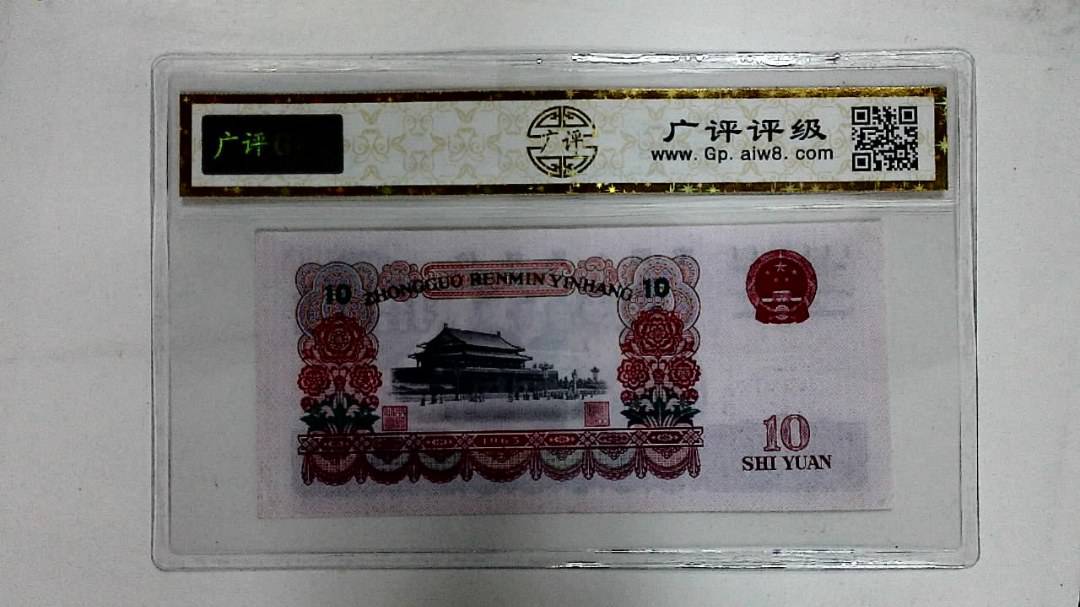 广评
广评
广评评级
www. Gp. aiw8. com
ZHONGGUO RENMIN YINHANG
10
10
1965
10
SHI YUAN